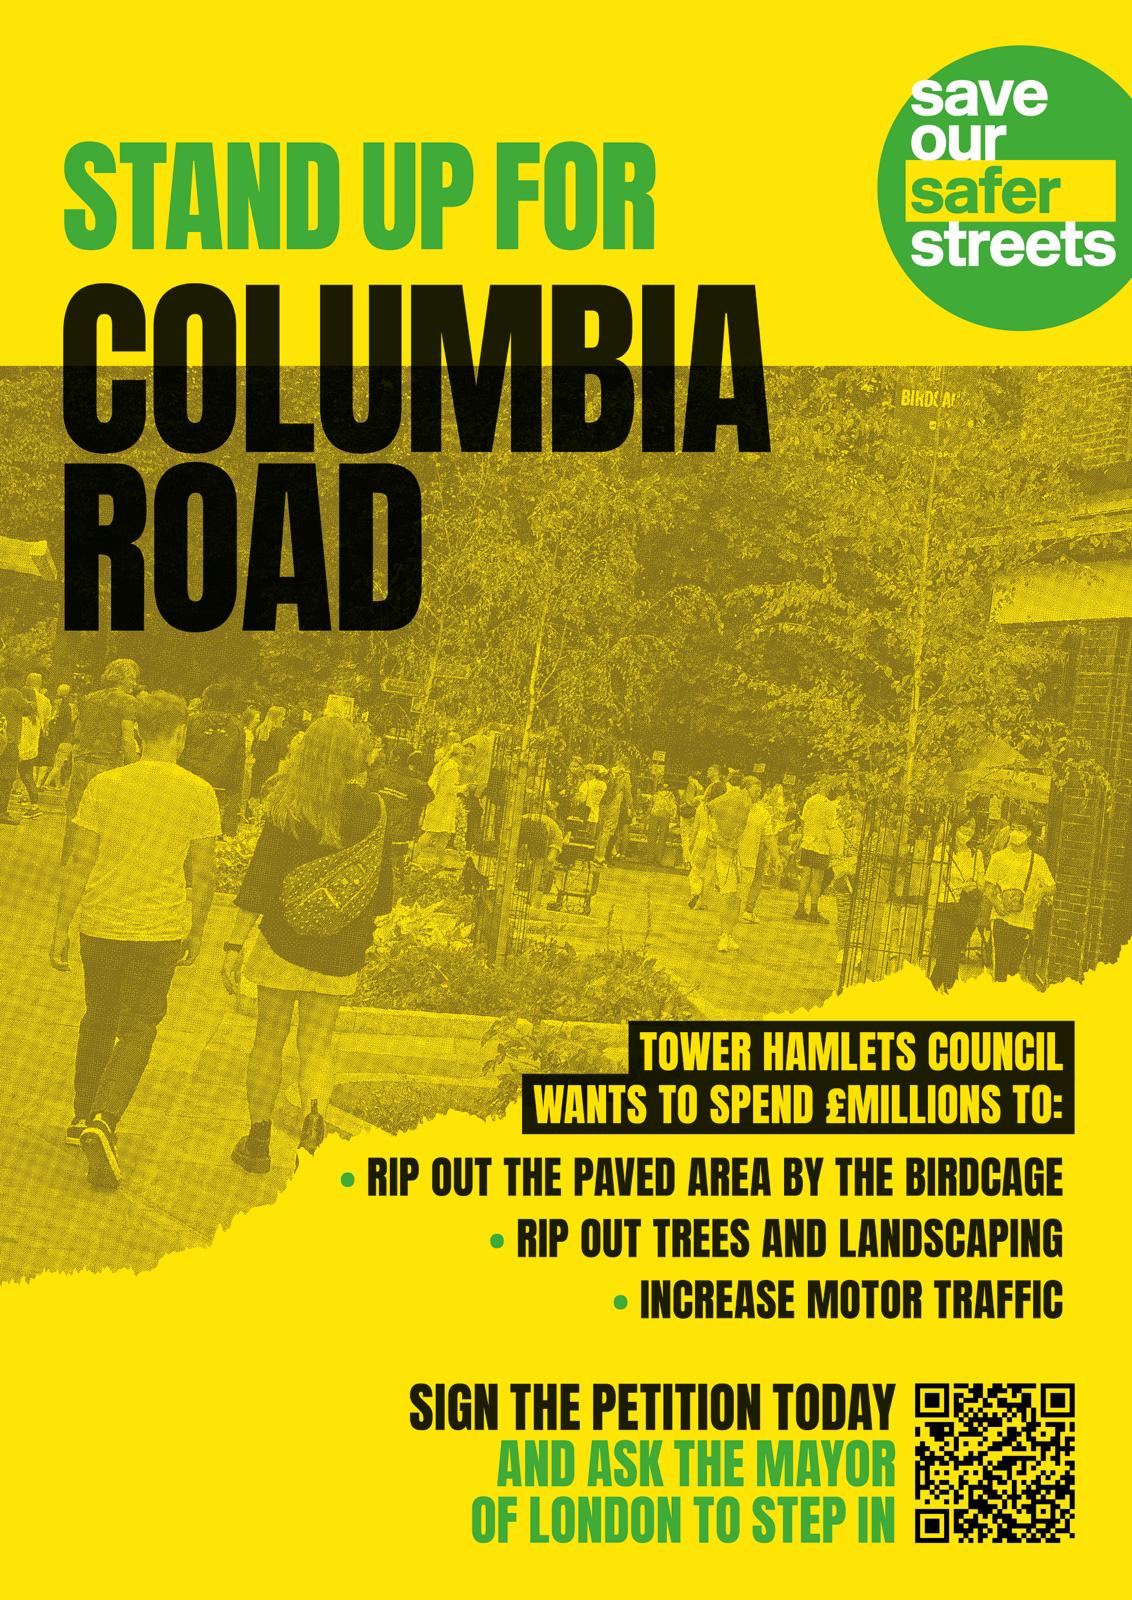 save
our
safer
streets
STAND UP FOR
COLUMBIA
ROAD
TOWER HAMLETS COUNCIL
WANTS TO SPEND £MILLIONS TO:
• RIP OUT THE PAVED AREA BY THE BIRDCAGE
• RIP OUT TREES AND LANDSCAPING
• INCREASE MOTOR TRAFFIC
SIGN THE PETITION TODAY
AND ASK THE MAYOR
OF LONDON TO STEP IN